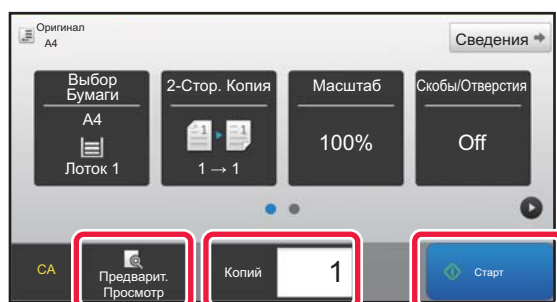 Оригинал
A4
Сведения
Выбор
Бумаги
A4
Лоток 1
2-Стор. Копия
1 → 1
Масштаб
100%
Скобы/Отверстия
Off
CA
Предварит.
Просмотр
Копий
1
Старт